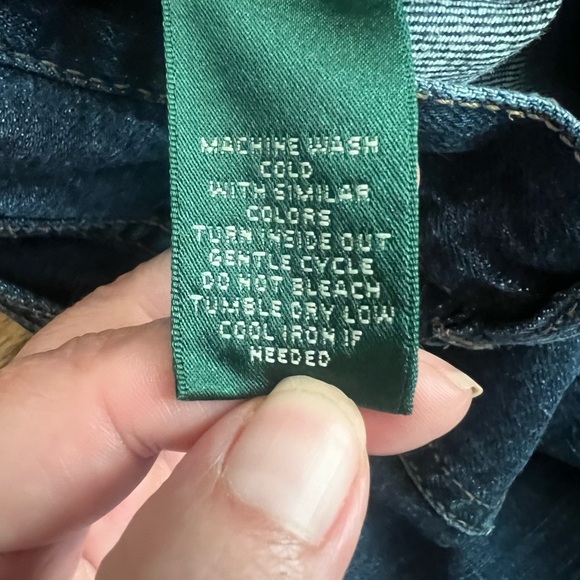 MACHINE WASH
COLD
WITH SIMILAR
COLORS
TURN INSIDE OUT
GENTLE CYCLE
DO NOT BLEACH
TUMBLE DRY LOW
COOL IRON IF
NEEDED